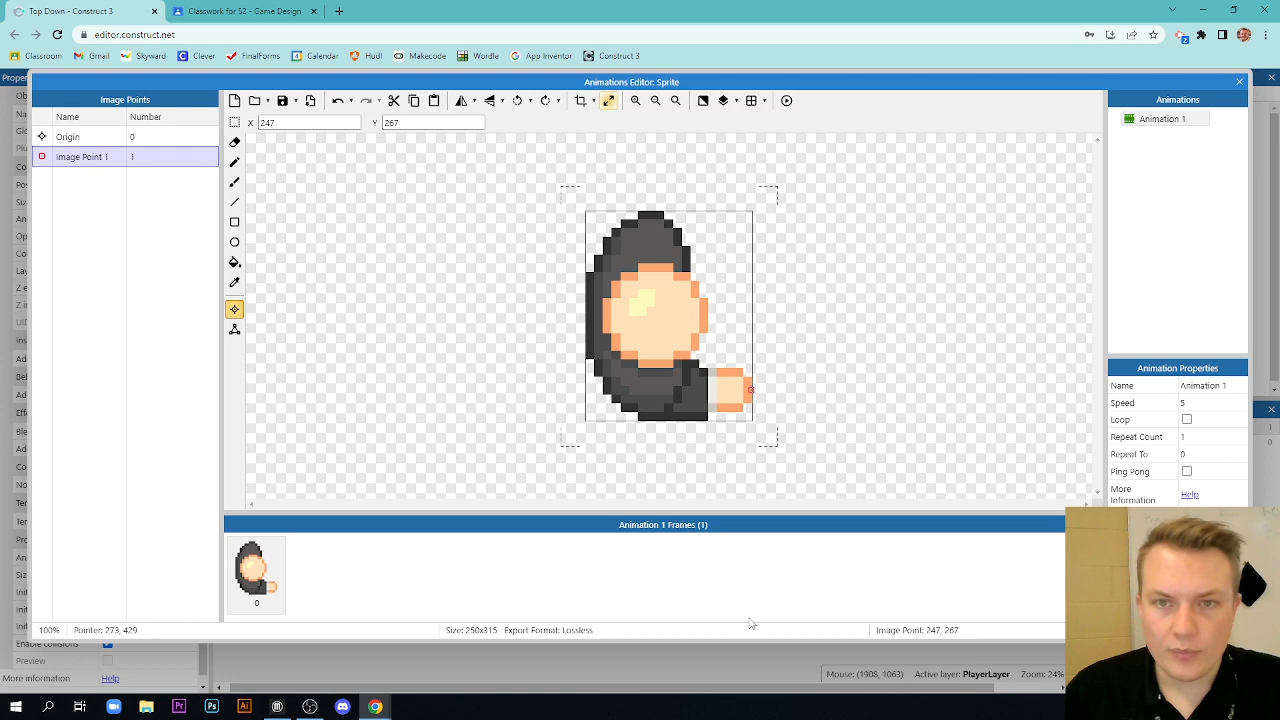 Top Down - Construct 3
Classwork for S2 - Game Design
editor.construct.net
Classroom
Gmail
Skyward
Clever
FinalForms
Calendar
Hudl
Makecode
Wordle
App Inventor
Construct 3
Animations Editor: Sprite
Image Points
Name Number
Origin 0
Image Point 1 1
X 247 Y 267
Animations
Animation 1
Animation Properties
Name Animation 1
Speed 5
Loop
Repeat Count 1
Repeat To 0
Ping Pong
More Information Help
Animation 1 Frames (1)
0
100% Pointer: 273, 429 Size: 250x315 Export Format: Lossless Image Point: 247, 267
Enable collisions
Preview
More information Help
Mouse: (1908, 1063) Active layer: PlayerLayer Zoom: 24%